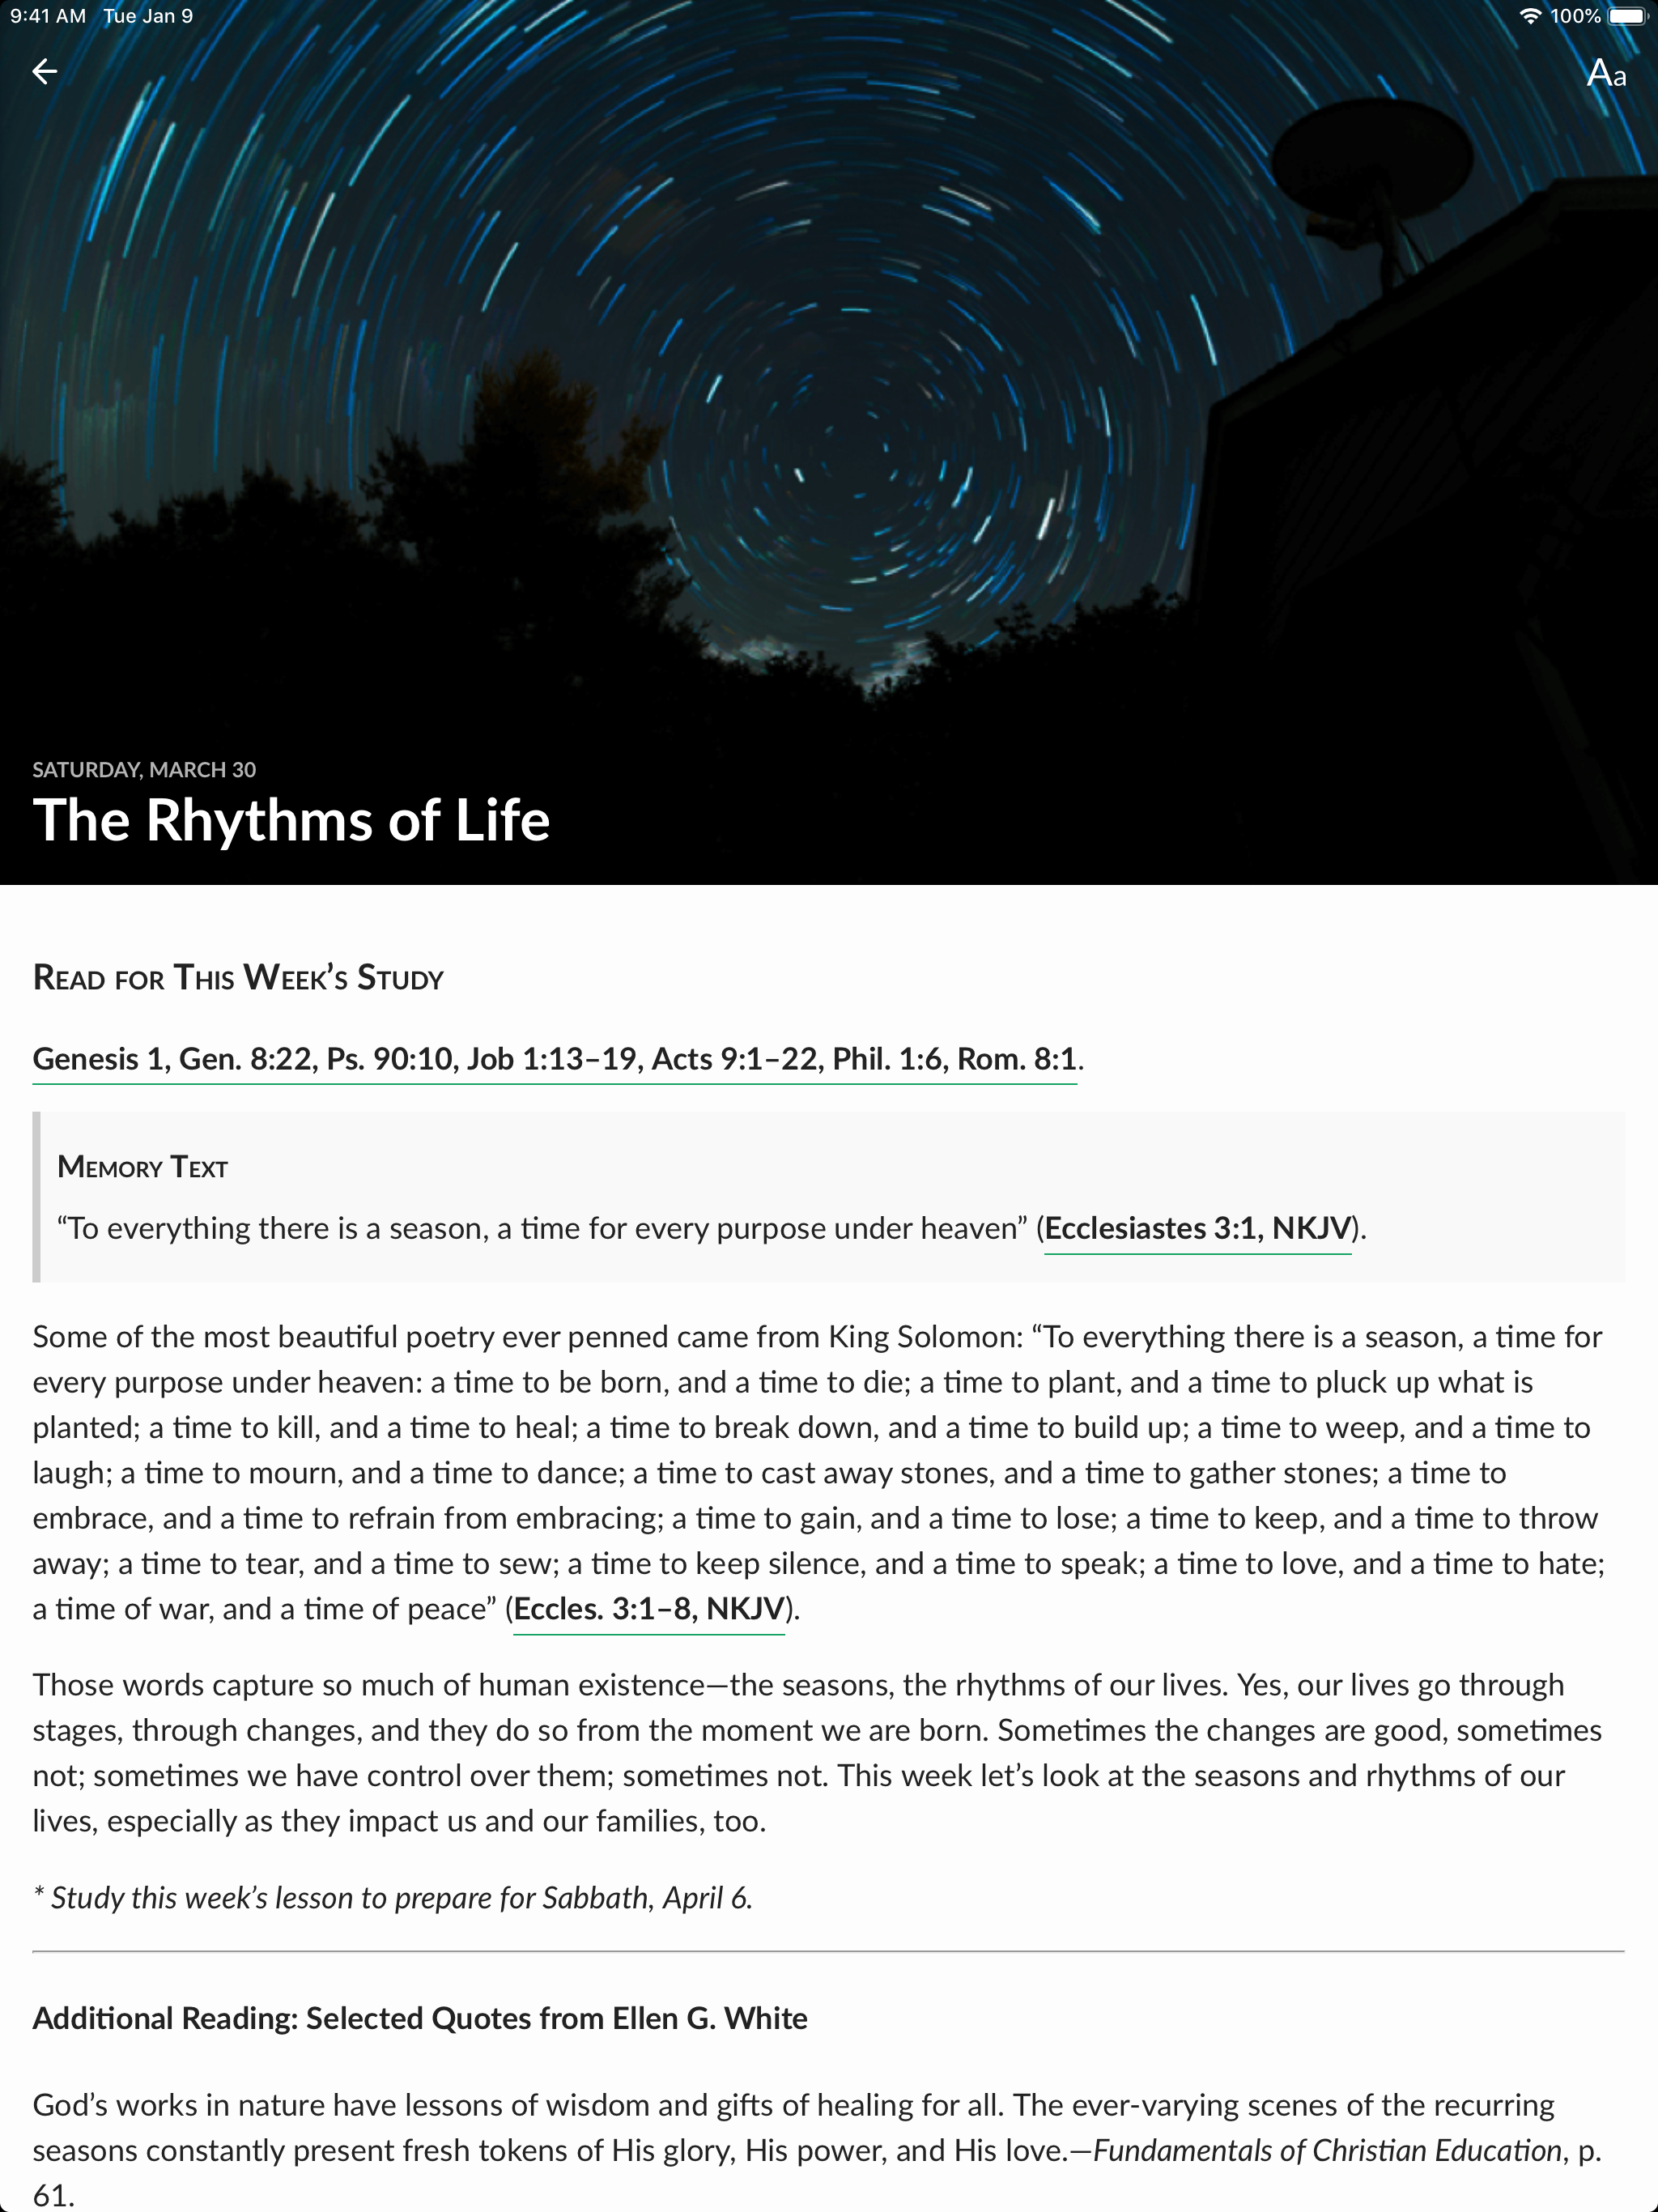 9:41 AM Tue Jan 9
100%
Aa
SATURDAY, MARCH 30
The Rhythms of Life
Read for This Week’s Study
Genesis 1, Gen. 8:22, Ps. 90:10, Job 1:13–19, Acts 9:1–22, Phil. 1:6, Rom. 8:1.
Memory Text
“To everything there is a season, a time for every purpose under heaven” (Ecclesiastes 3:1, NKJV).
Some of the most beautiful poetry ever penned came from King Solomon: “To everything there is a season, a time for
every purpose under heaven: a time to be born, and a time to die; a time to plant, and a time to pluck up what is
planted; a time to kill, and a time to heal; a time to break down, and a time to build up; a time to weep, and a time to
laugh; a time to mourn, and a time to dance; a time to cast away stones, and a time to gather stones; a time to
embrace, and a time to refrain from embracing; a time to gain, and a time to lose; a time to keep, and a time to throw
away; a time to tear, and a time to sew; a time to keep silence, and a time to speak; a time to love, and a time to hate;
a time of war, and a time of peace” (Eccles. 3:1–8, NKJV).
Those words capture so much of human existence—the seasons, the rhythms of our lives. Yes, our lives go through
stages, through changes, and they do so from the moment we are born. Sometimes the changes are good, sometimes
not; sometimes we have control over them; sometimes not. This week let’s look at the seasons and rhythms of our
lives, especially as they impact us and our families, too.
* Study this week’s lesson to prepare for Sabbath, April 6.
Additional Reading: Selected Quotes from Ellen G. White
God’s works in nature have lessons of wisdom and gifts of healing for all. The ever-varying scenes of the recurring
seasons constantly present fresh tokens of His glory, His power, and His love.—Fundamentals of Christian Education, p.
61.